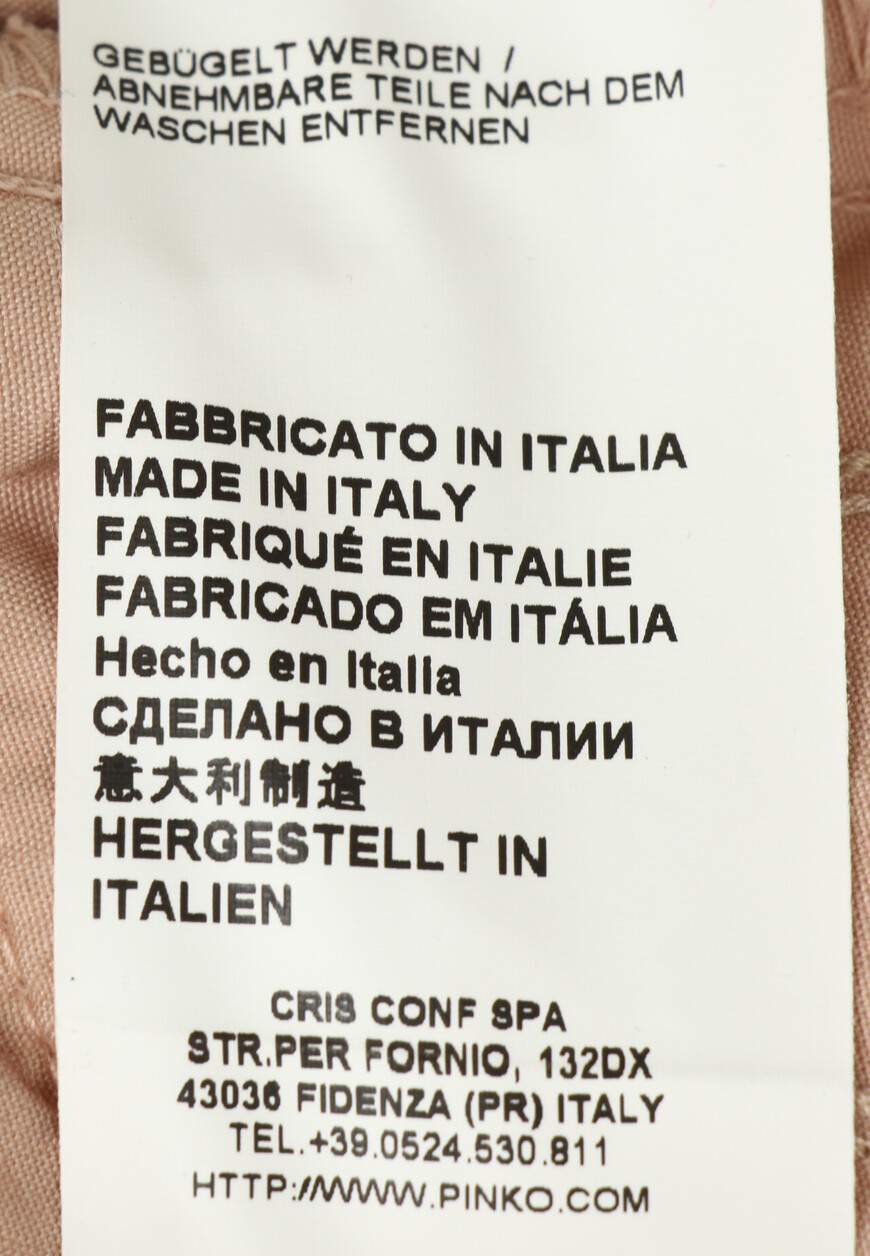 GEBÜGELT WERDEN /
ABNEHMBARE TEILE NACH DEM
WASCHEN ENTFERNEN
FABBRICATO IN ITALIA
MADE IN ITALY
FABRIQUÉ EN ITALIE
FABRICADO EM ITÁLIA
Hecho en Italia
СДЕЛАНО В ИТАЛИИ
意大利制造
HERGESTELLT IN
ITALIEN
CRIS CONF SPA
STR.PER FORNIO, 132DX
43036 FIDENZA (PR) ITALY
TEL.+39.0524.530.811
HTTP://WWW.PINKO.COM